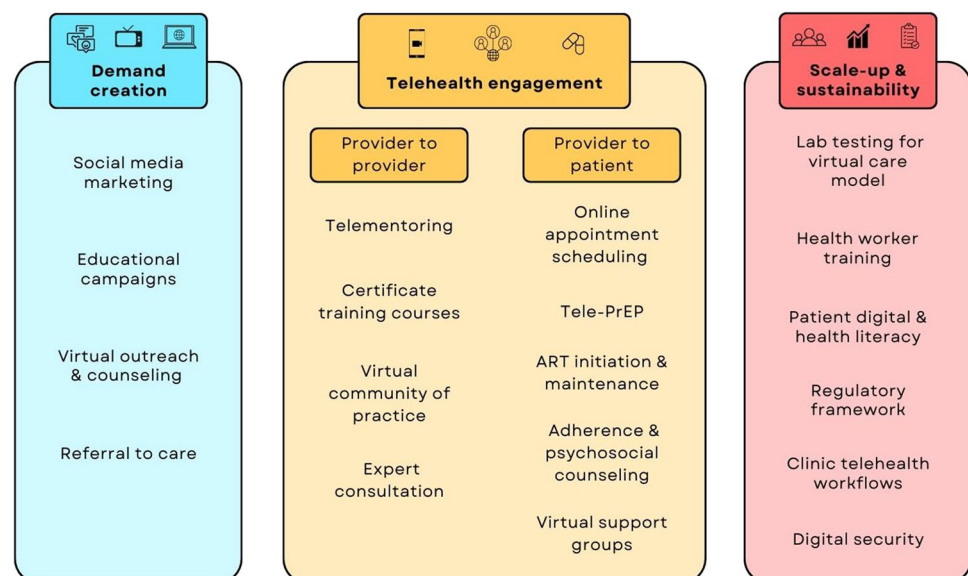 Demand
creation
Social media
marketing
Educational
campaigns
Virtual outreach
& counseling
Referral to care
Telehealth engagement
Provider to
provider
Telementoring
Certificate
training courses
Virtual
community of
practice
Expert
consultation
Provider to
patient
Online
appointment
scheduling
Tele-PrEP
ART initiation &
maintenance
Adherence &
psychosocial
counseling
Virtual support
groups
Scale-up &
sustainability
Lab testing for
virtual care
model
Health worker
training
Patient digital &
health literacy
Regulatory
framework
Clinic telehealth
workflows
Digital security